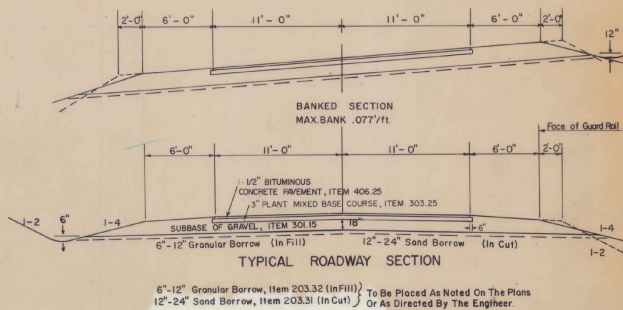 2'-0" 6'-0" 11'-0" 11'-0" 6'-0" 2'-0"
12"
BANKED SECTION
MAX. BANK .077'/ft.
Face of Guard Rail
6'-0" 11'-0" 11'-0" 6'-0" 2'-0"
1-1/2" BITUMINOUS
CONCRETE PAVEMENT, ITEM 406.25
3" PLANT MIXED BASE COURSE, ITEM 303.25
1-2 6" 1-4 SUBBASE OF GRAVEL, ITEM 301.15 18" 6" 1-4
6"-12" Granular Borrow (In Fill) 12"-24" Sand Borrow (In Cut) 1-2
TYPICAL ROADWAY SECTION
6"-12" Granular Borrow, Item 203.32 (In Fill) } To Be Placed As Noted On The Plans
12"-24" Sand Borrow, Item 203.31 (In Cut) } Or As Directed By The Engineer.